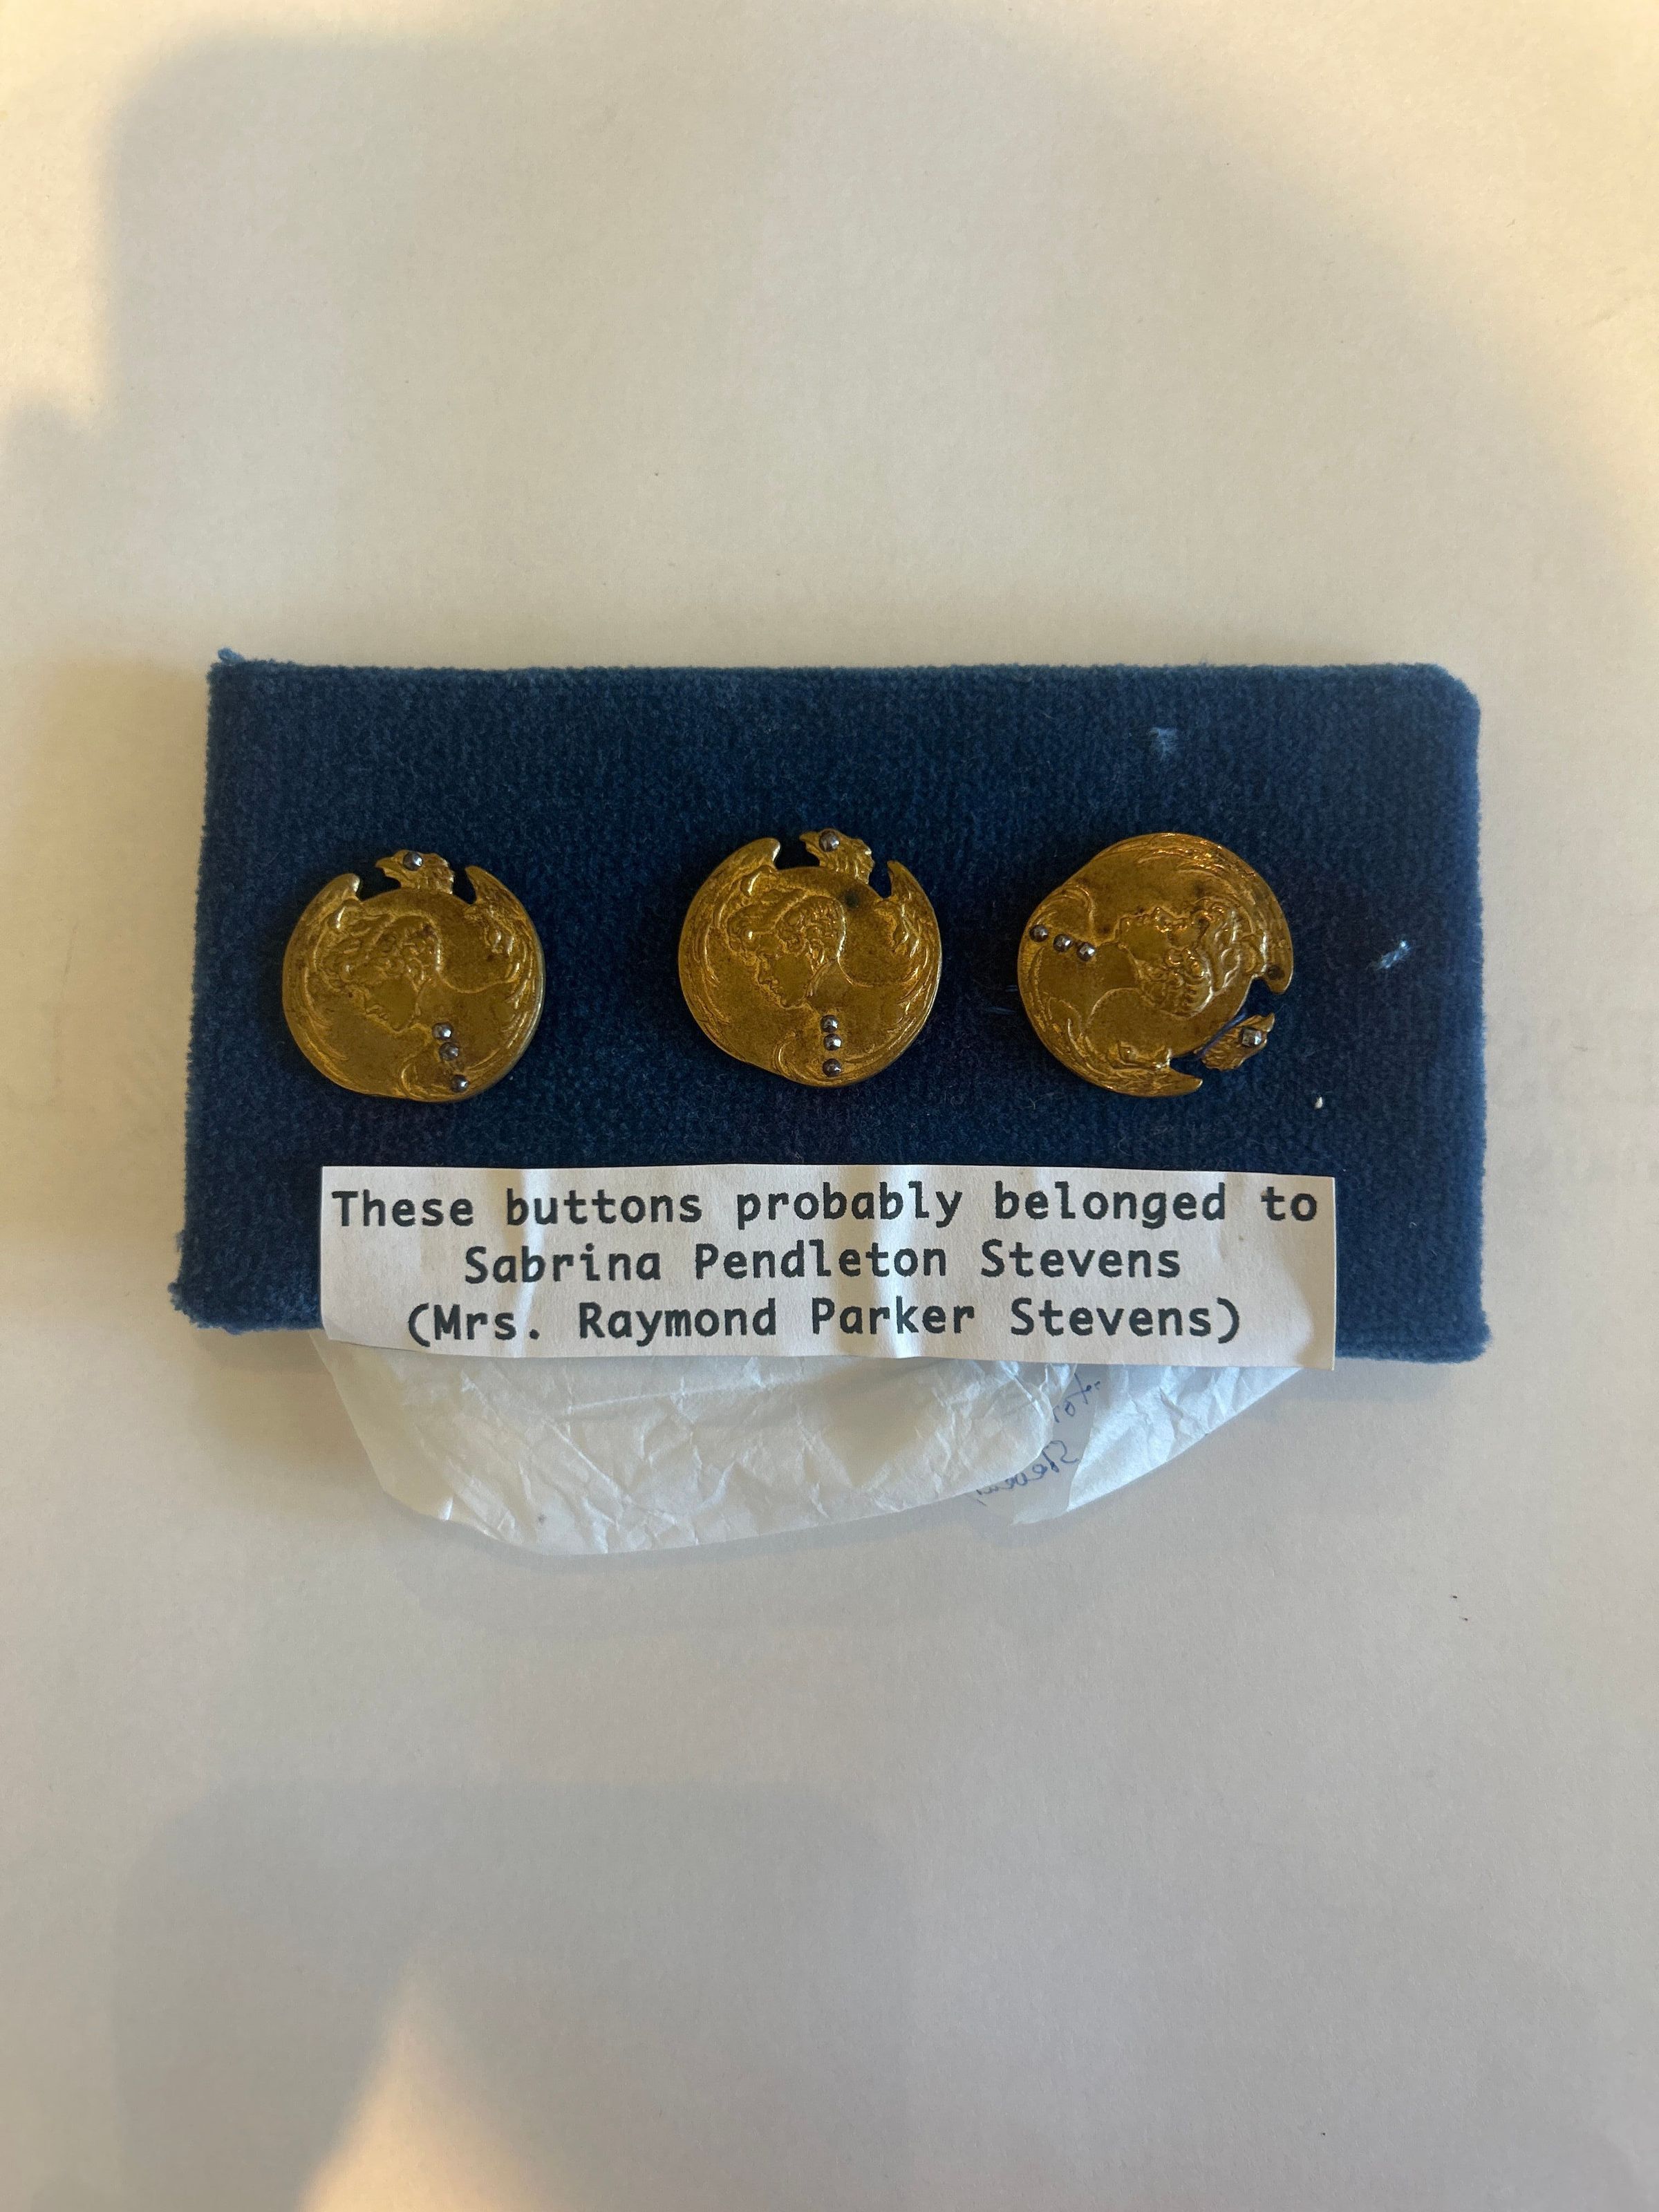 These buttons probably belonged to
Sabrina Pendleton Stevens
(Mrs. Raymond Parker Stevens)